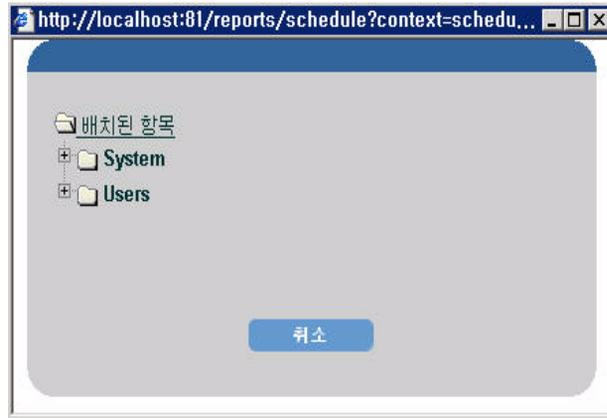 http://localhost:81/reports/schedule?context=schedu...
배치된 항목
System
Users
취소